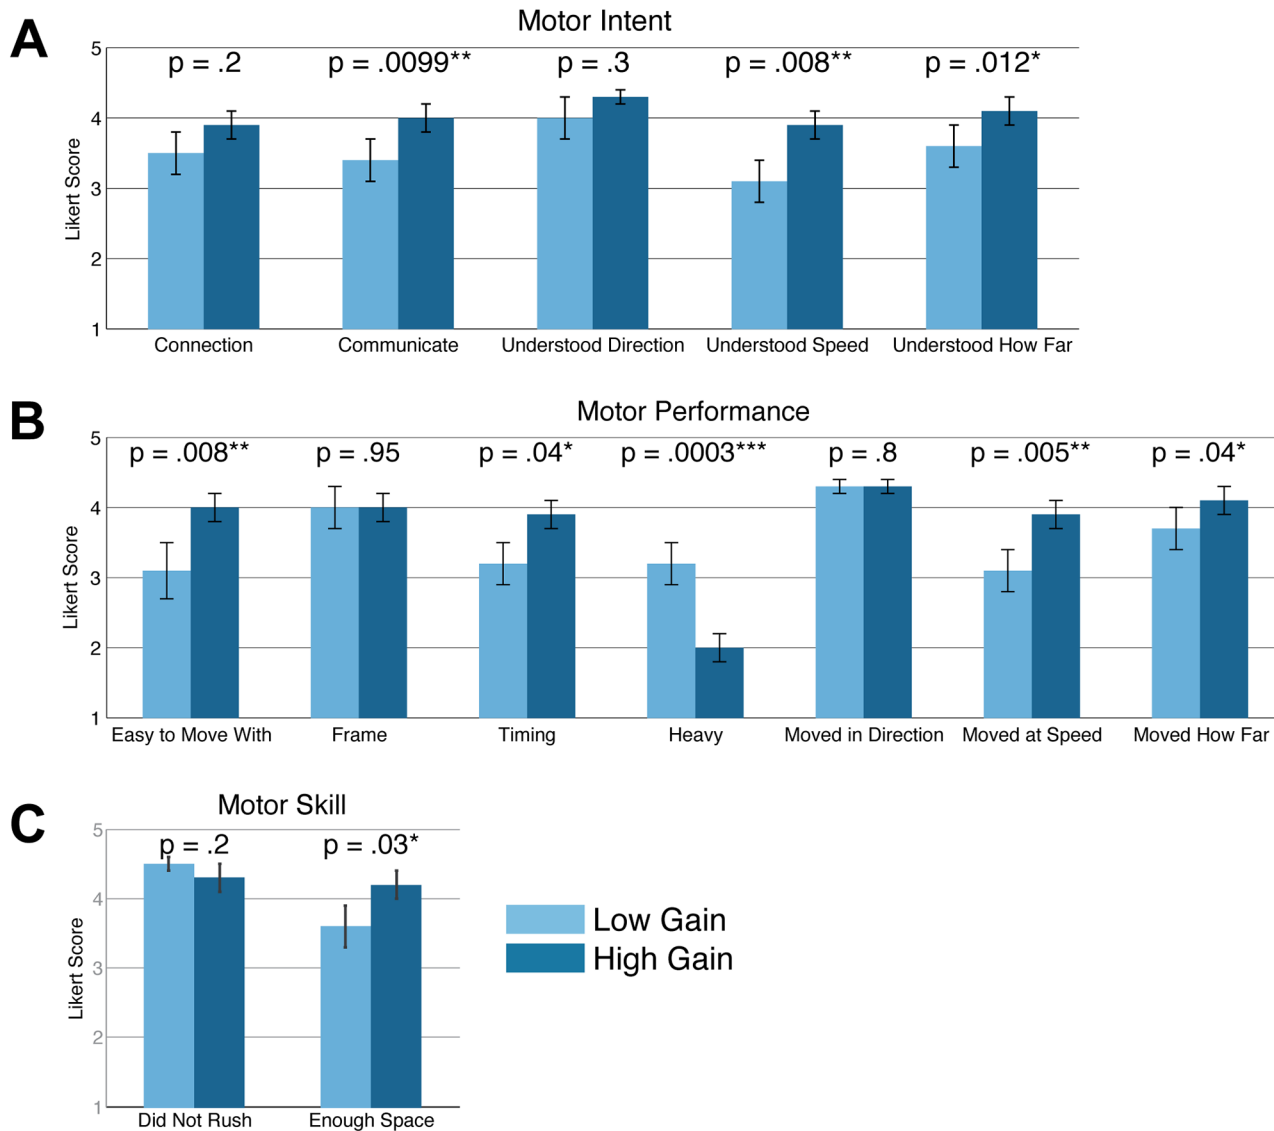 A
Motor Intent
5
4
3
2
1
Likert Score
p = .2
p = .0099**
p = .3
p = .008**
p = .012*
Connection
Communicate
Understood Direction
Understood Speed
Understood How Far
B
Motor Performance
5
4
3
2
1
Likert Score
p = .008**
p = .95
p = .04*
p = .0003***
p = .8
p = .005**
p = .04*
Easy to Move With
Frame
Timing
Heavy
Moved in Direction
Moved at Speed
Moved How Far
C
Motor Skill
5
4
3
2
1
Likert Score
p = .2
p = .03*
Did Not Rush
Enough Space
Low Gain
High Gain